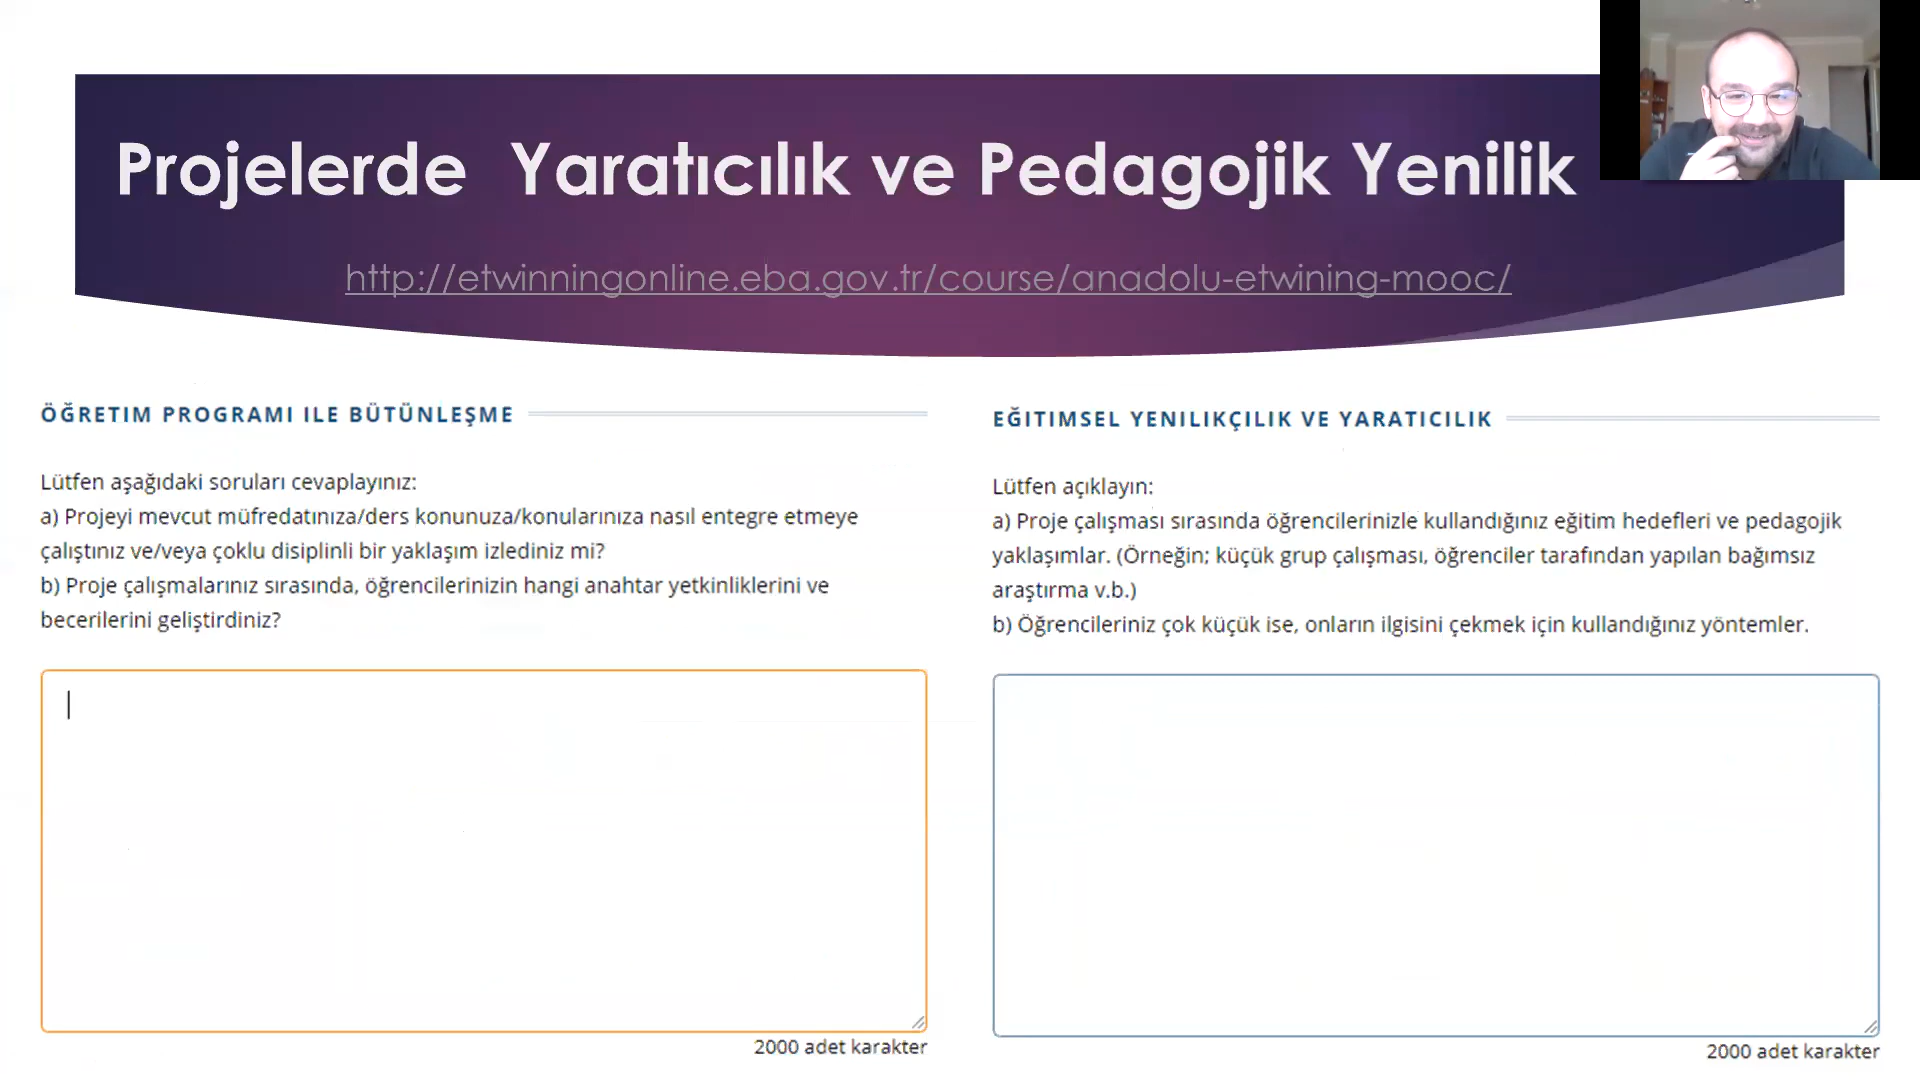 Projelerde Yaratıcılık ve Pedagojik Yenilik
http://etwinningonline.eba.gov.tr/course/anadolu-etwining-mooc/
ÖĞRETIM PROGRAMI ILE BÜTÜNLEŞME
Lütfen aşağıdaki soruları cevaplayınız:
a) Projeyi mevcut müfredatınıza/ders konunuza/konularınıza nasıl entegre etmeye
çalıştınız ve/veya çoklu disiplinli bir yaklaşım izlediniz mi?
b) Proje çalışmalarınız sırasında, öğrencilerinizin hangi anahtar yetkinliklerini ve
becerilerini geliştirdiniz?
2000 adet karakter
EĞITIMSEL YENILIKÇILIK VE YARATICILIK
Lütfen açıklayın:
a) Proje çalışması sırasında öğrencilerinizle kullandığınız eğitim hedefleri ve pedagojik
yaklaşımlar. (Örneğin; küçük grup çalışması, öğrenciler tarafından yapılan bağımsız
araştırma v.b.)
b) Öğrencileriniz çok küçük ise, onların ilgisini çekmek için kullandığınız yöntemler.
2000 adet karakter